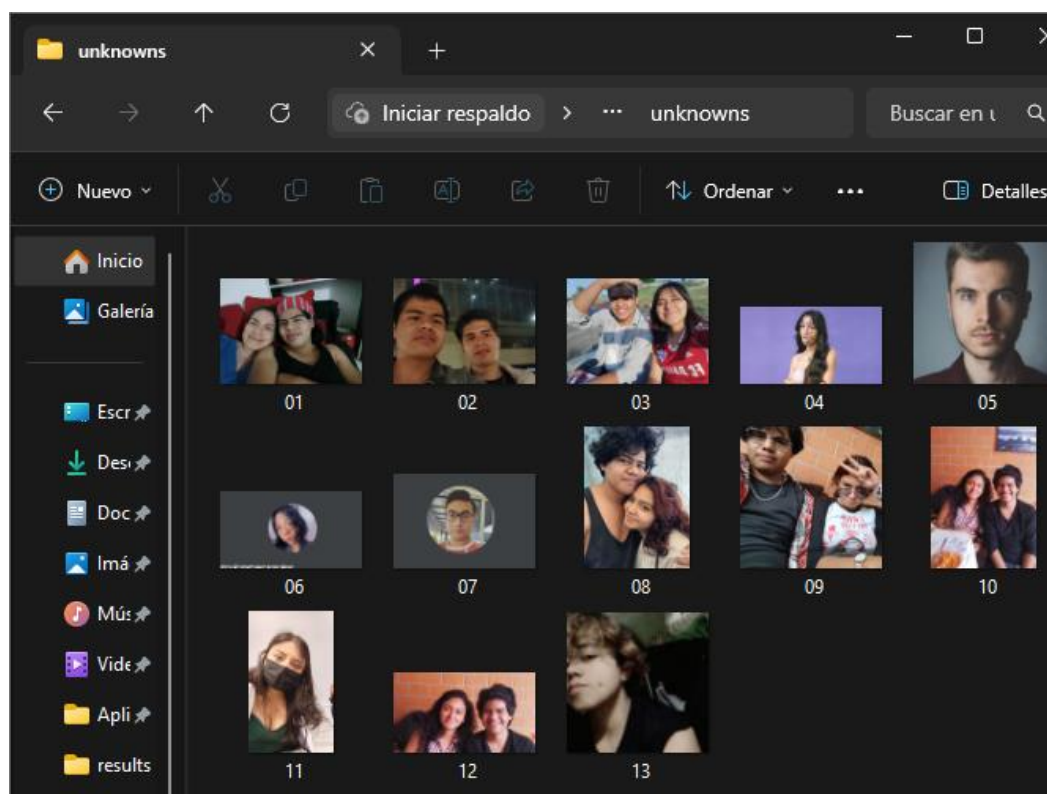 unknowns
Iniciar respaldo > ... unknowns
Buscar en u
Nuevo
Ordenar
Detalles
Inicio
Galería
Escr
Des
Doc
Imá
Mús
Vide
Apli
results
01
02
03
04
05
06
07
08
09
10
11
12
13